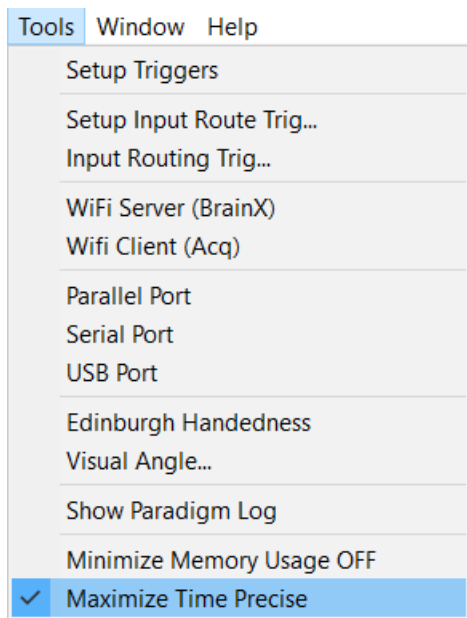 Tools Window Help
Setup Triggers
Setup Input Route Trig...
Input Routing Trig...
WiFi Server (BrainX)
Wifi Client (Acq)
Parallel Port
Serial Port
USB Port
Edinburgh Handedness
Visual Angle...
Show Paradigm Log
Minimize Memory Usage OFF
Maximize Time Precise